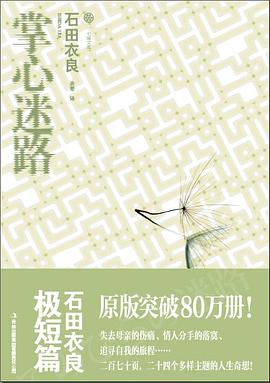 掌心迷路
石田衣良
石田衣良
极短篇
原版突破80万册！
失去母亲的伤痛、情人分手的落寞、
追寻自我的旅程……
二百七十页，二十四个多样主题的人生奇想！